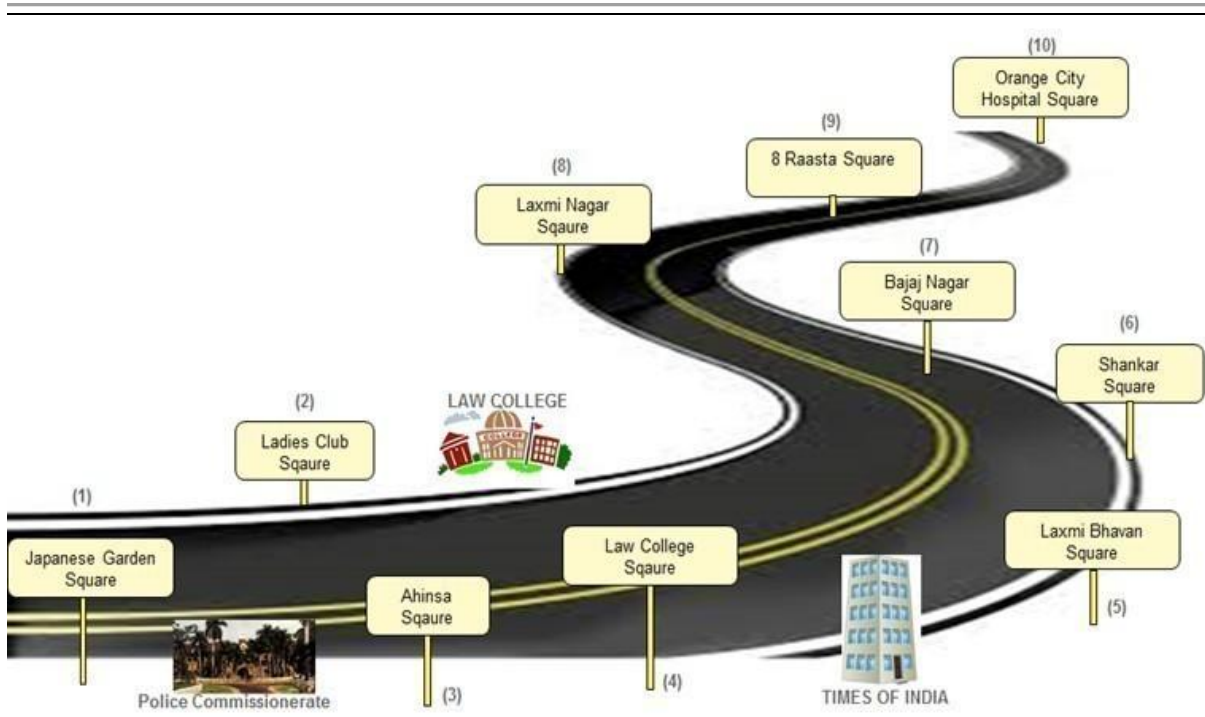 (10)
Orange City
Hospital Square
(9)
8 Raasta Square
(8)
Laxmi Nagar
Sqaure
(7)
Bajaj Nagar
Square
(6)
Shankar
Square
LAW COLLEGE
COLLEGE
(2)
Ladies Club
Sqaure
(1)
Japanese Garden
Square
Law College
Sqaure
Laxmi Bhavan
Square
Ahinsa
Sqaure
(5)
(4)
(3)
Police Commissionerate
TIMES OF INDIA